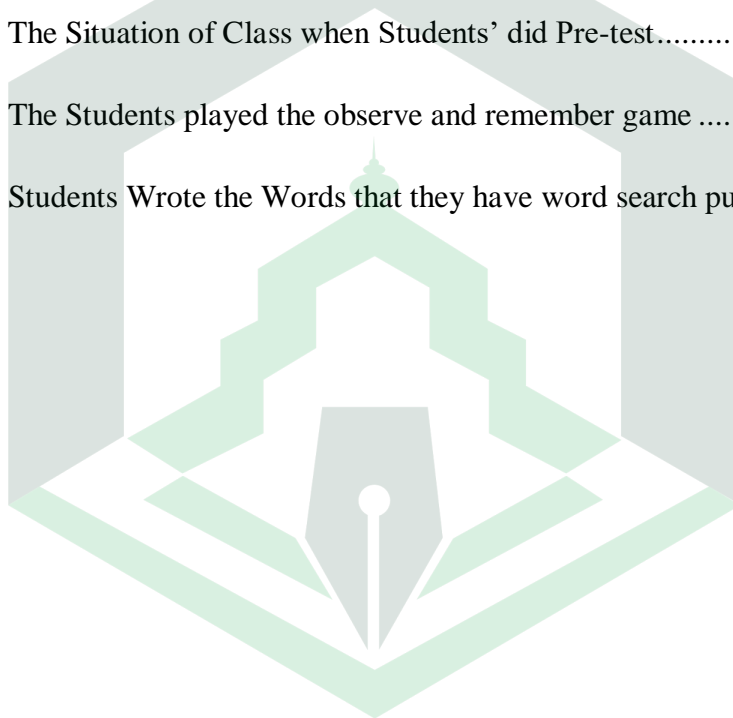 The Situation of Class when Students’ did Pre-test.........
The Students played the observe and remember game ....
Students Wrote the Words that they have word search